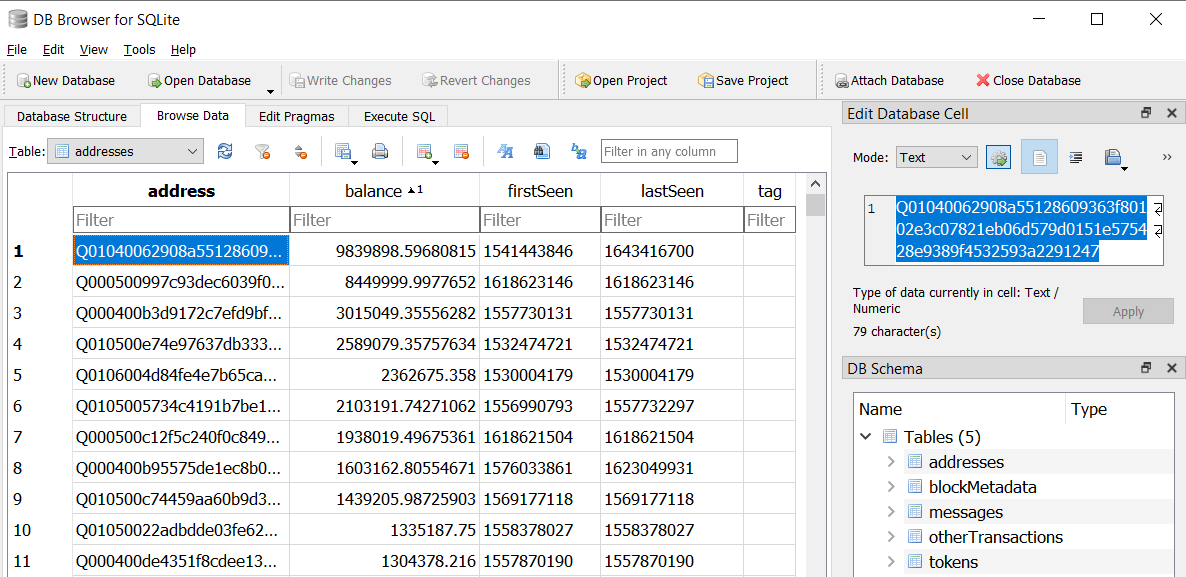 DB Browser for SQLite
File Edit View Tools Help
New Database Open Database Write Changes Revert Changes Open Project Save Project Attach Database Close Database
Database Structure Browse Data Edit Pragmas Execute SQL
Table: addresses Filter in any column
address balance 1 firstSeen lastSeen tag
Filter Filter Filter Filter Filter
1 Q01040062908a55128609... 9839898.59680815 1541443846 1643416700
2 Q000500997c93dec6039f0... 8449999.9977652 1618623146 1618623146
3 Q000400b3d9172c7efd9bf... 3015049.35556282 1557730131 1557730131
4 Q010500e74e97637db333... 2589079.35757634 1532474721 1532474721
5 Q0106004d84fe4e7b65ca... 2362675.358 1530004179 1530004179
6 Q0105005734c4191b7be1... 2103191.74271062 1556990793 1557732297
7 Q000500c12f5c240f0c849... 1938019.49675361 1618621504 1618621504
8 Q000400b95575de1ec8b0... 1603162.80554671 1576033861 1623049931
9 Q010500c74459aa60b9d3... 1439205.98725903 1569177118 1569177118
10 Q01050022adbdde03fe62... 1335187.75 1558378027 1558378027
11 Q000400de4351f8cdee13... 1304378.216 1557870190 1557870190
Edit Database Cell
Mode: Text
1 Q01040062908a55128609363f801
02e3c07821eb06d579d0151e5754
28e9389f4532593a2291247
Type of data currently in cell: Text /
Numeric
79 character(s)
Apply
DB Schema
Name Type
Tables (5)
addresses
blockMetadata
messages
otherTransactions
tokens